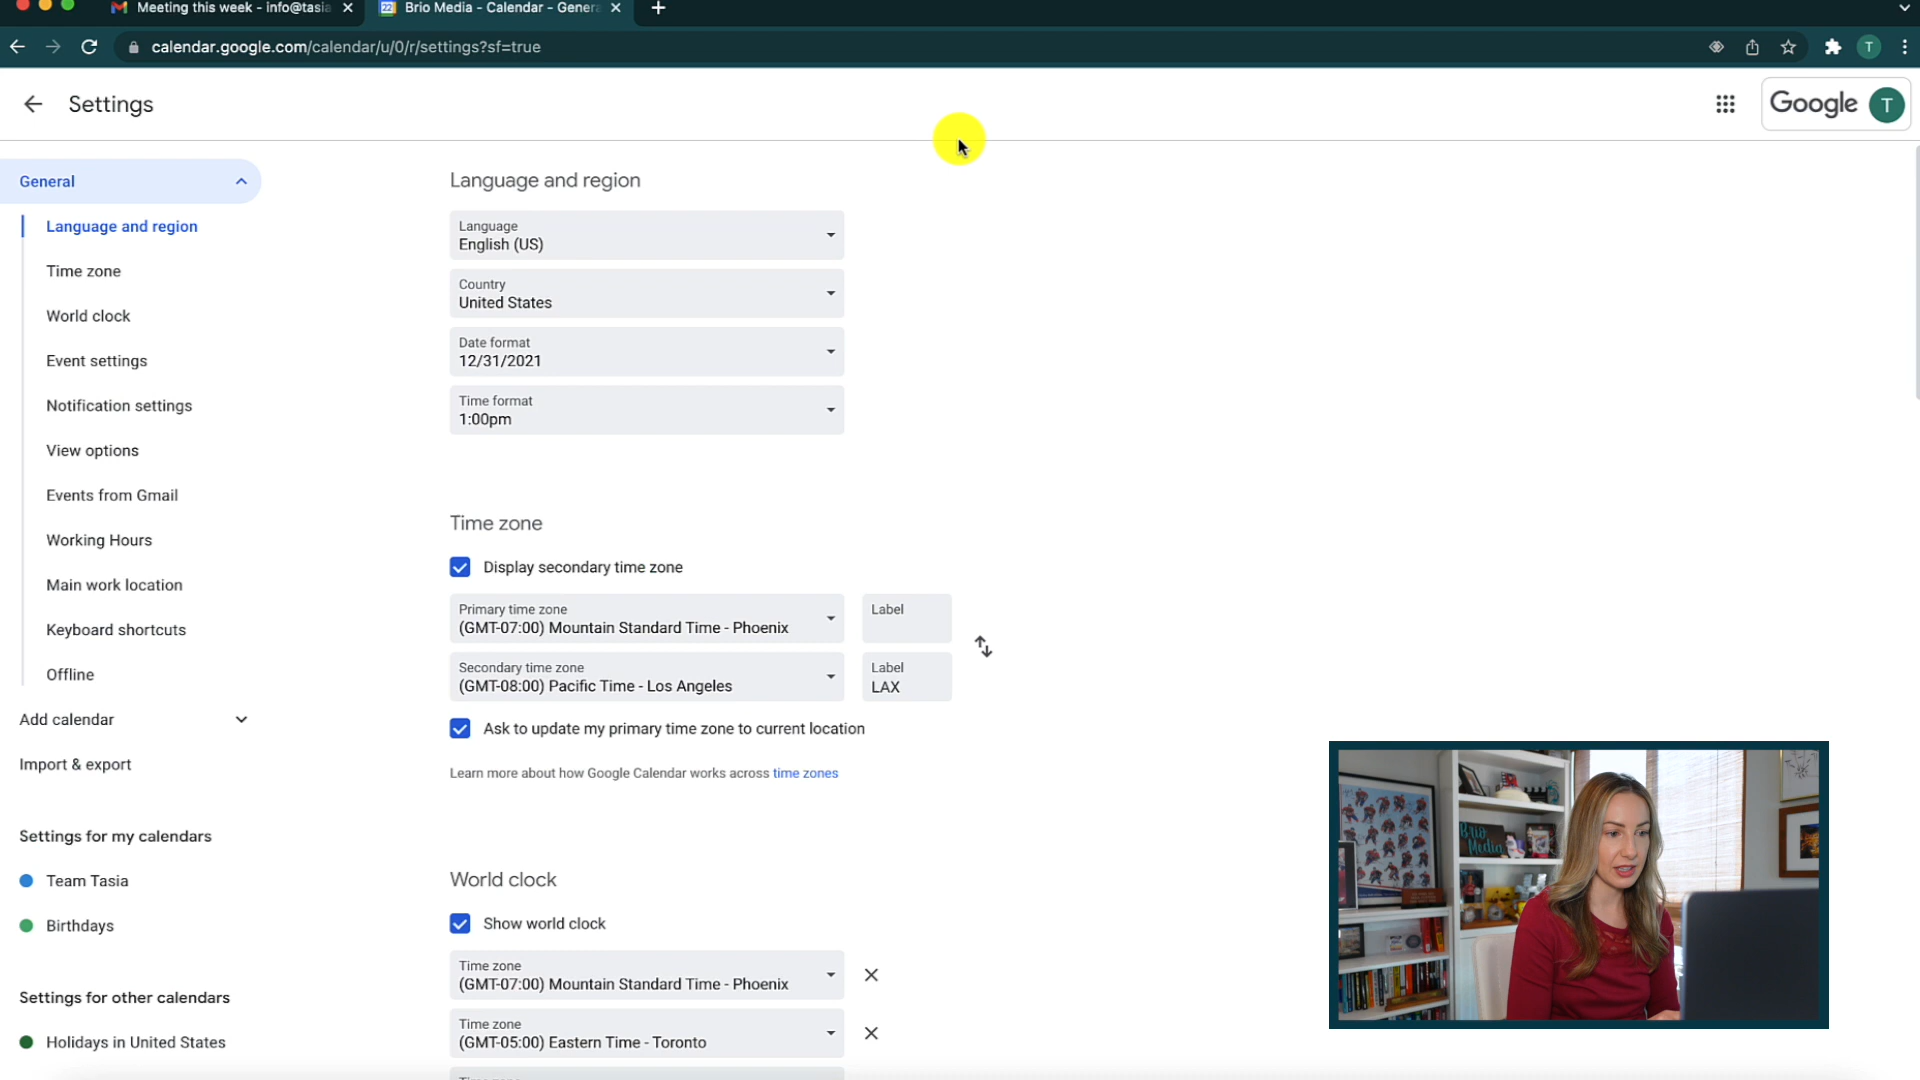 Meeting this week - info@tasia
Brio Media - Calendar - Genera
calendar.google.com/calendar/u/0/r/settings?sf=true
T
Settings
Google T
General
Language and region
Time zone
World clock
Event settings
Notification settings
View options
Events from Gmail
Working Hours
Main work location
Keyboard shortcuts
Offline
Add calendar
Import & export
Settings for my calendars
Team Tasia
Birthdays
Settings for other calendars
Holidays in United States
Language and region
Language
English (US)
Country
United States
Date format
12/31/2021
Time format
1:00pm
Time zone
Display secondary time zone
Primary time zone
(GMT-07:00) Mountain Standard Time - Phoenix
Label
Secondary time zone
(GMT-08:00) Pacific Time - Los Angeles
Label
LAX
Ask to update my primary time zone to current location
Learn more about how Google Calendar works across time zones
World clock
Show world clock
Time zone
(GMT-07:00) Mountain Standard Time - Phoenix
Time zone
(GMT-05:00) Eastern Time - Toronto
Brio
Media